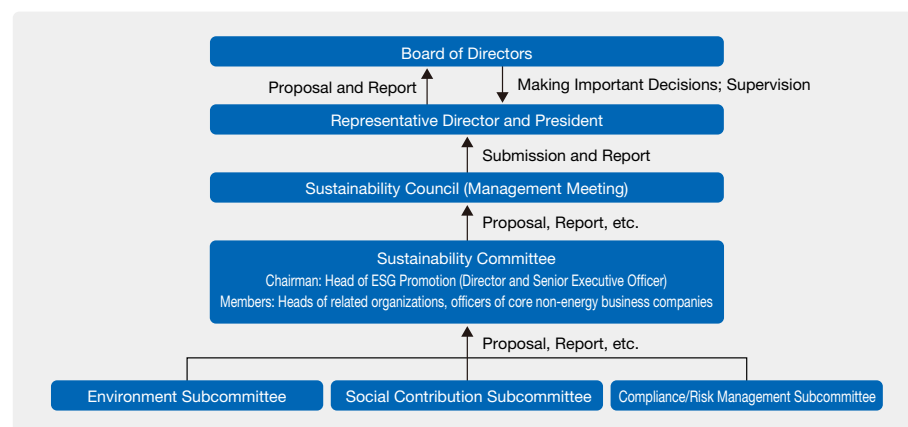 Board of Directors
Proposal and Report
Making Important Decisions; Supervision
Representative Director and President
Submission and Report
Sustainability Council (Management Meeting)
Proposal, Report, etc.
Sustainability Committee
Chairman: Head of ESG Promotion (Director and Senior Executive Officer)
Members: Heads of related organizations, officers of core non-energy business companies
Proposal, Report, etc.
Environment Subcommittee
Social Contribution Subcommittee
Compliance/Risk Management Subcommittee